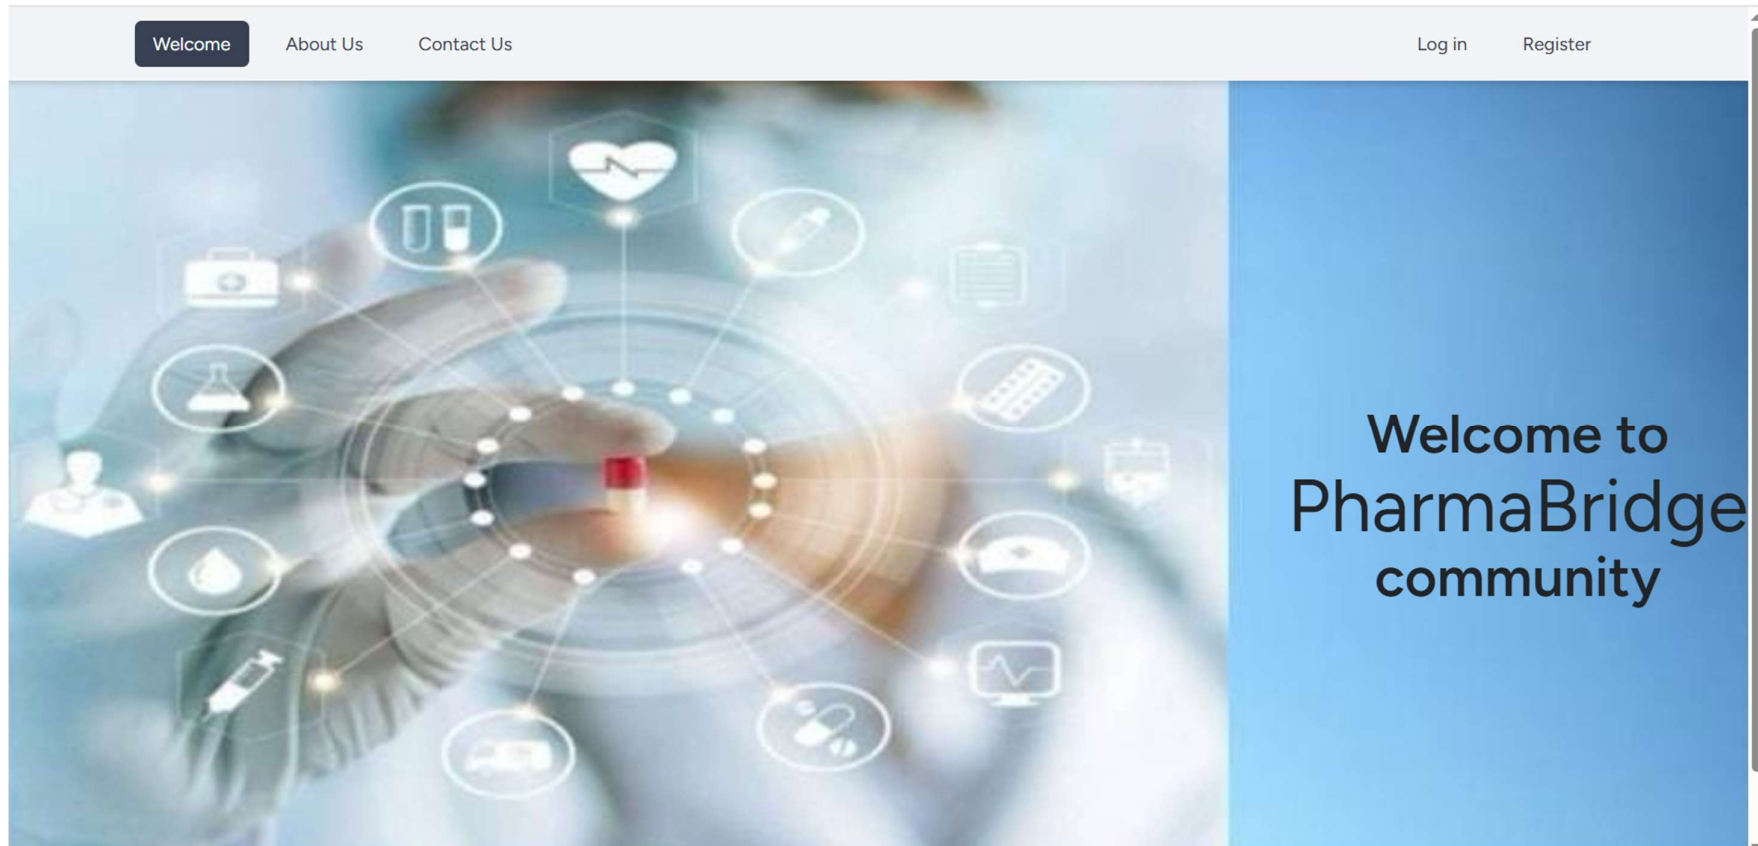 Welcome About Us Contact Us Log in Register
Welcome to
PharmaBridge
community